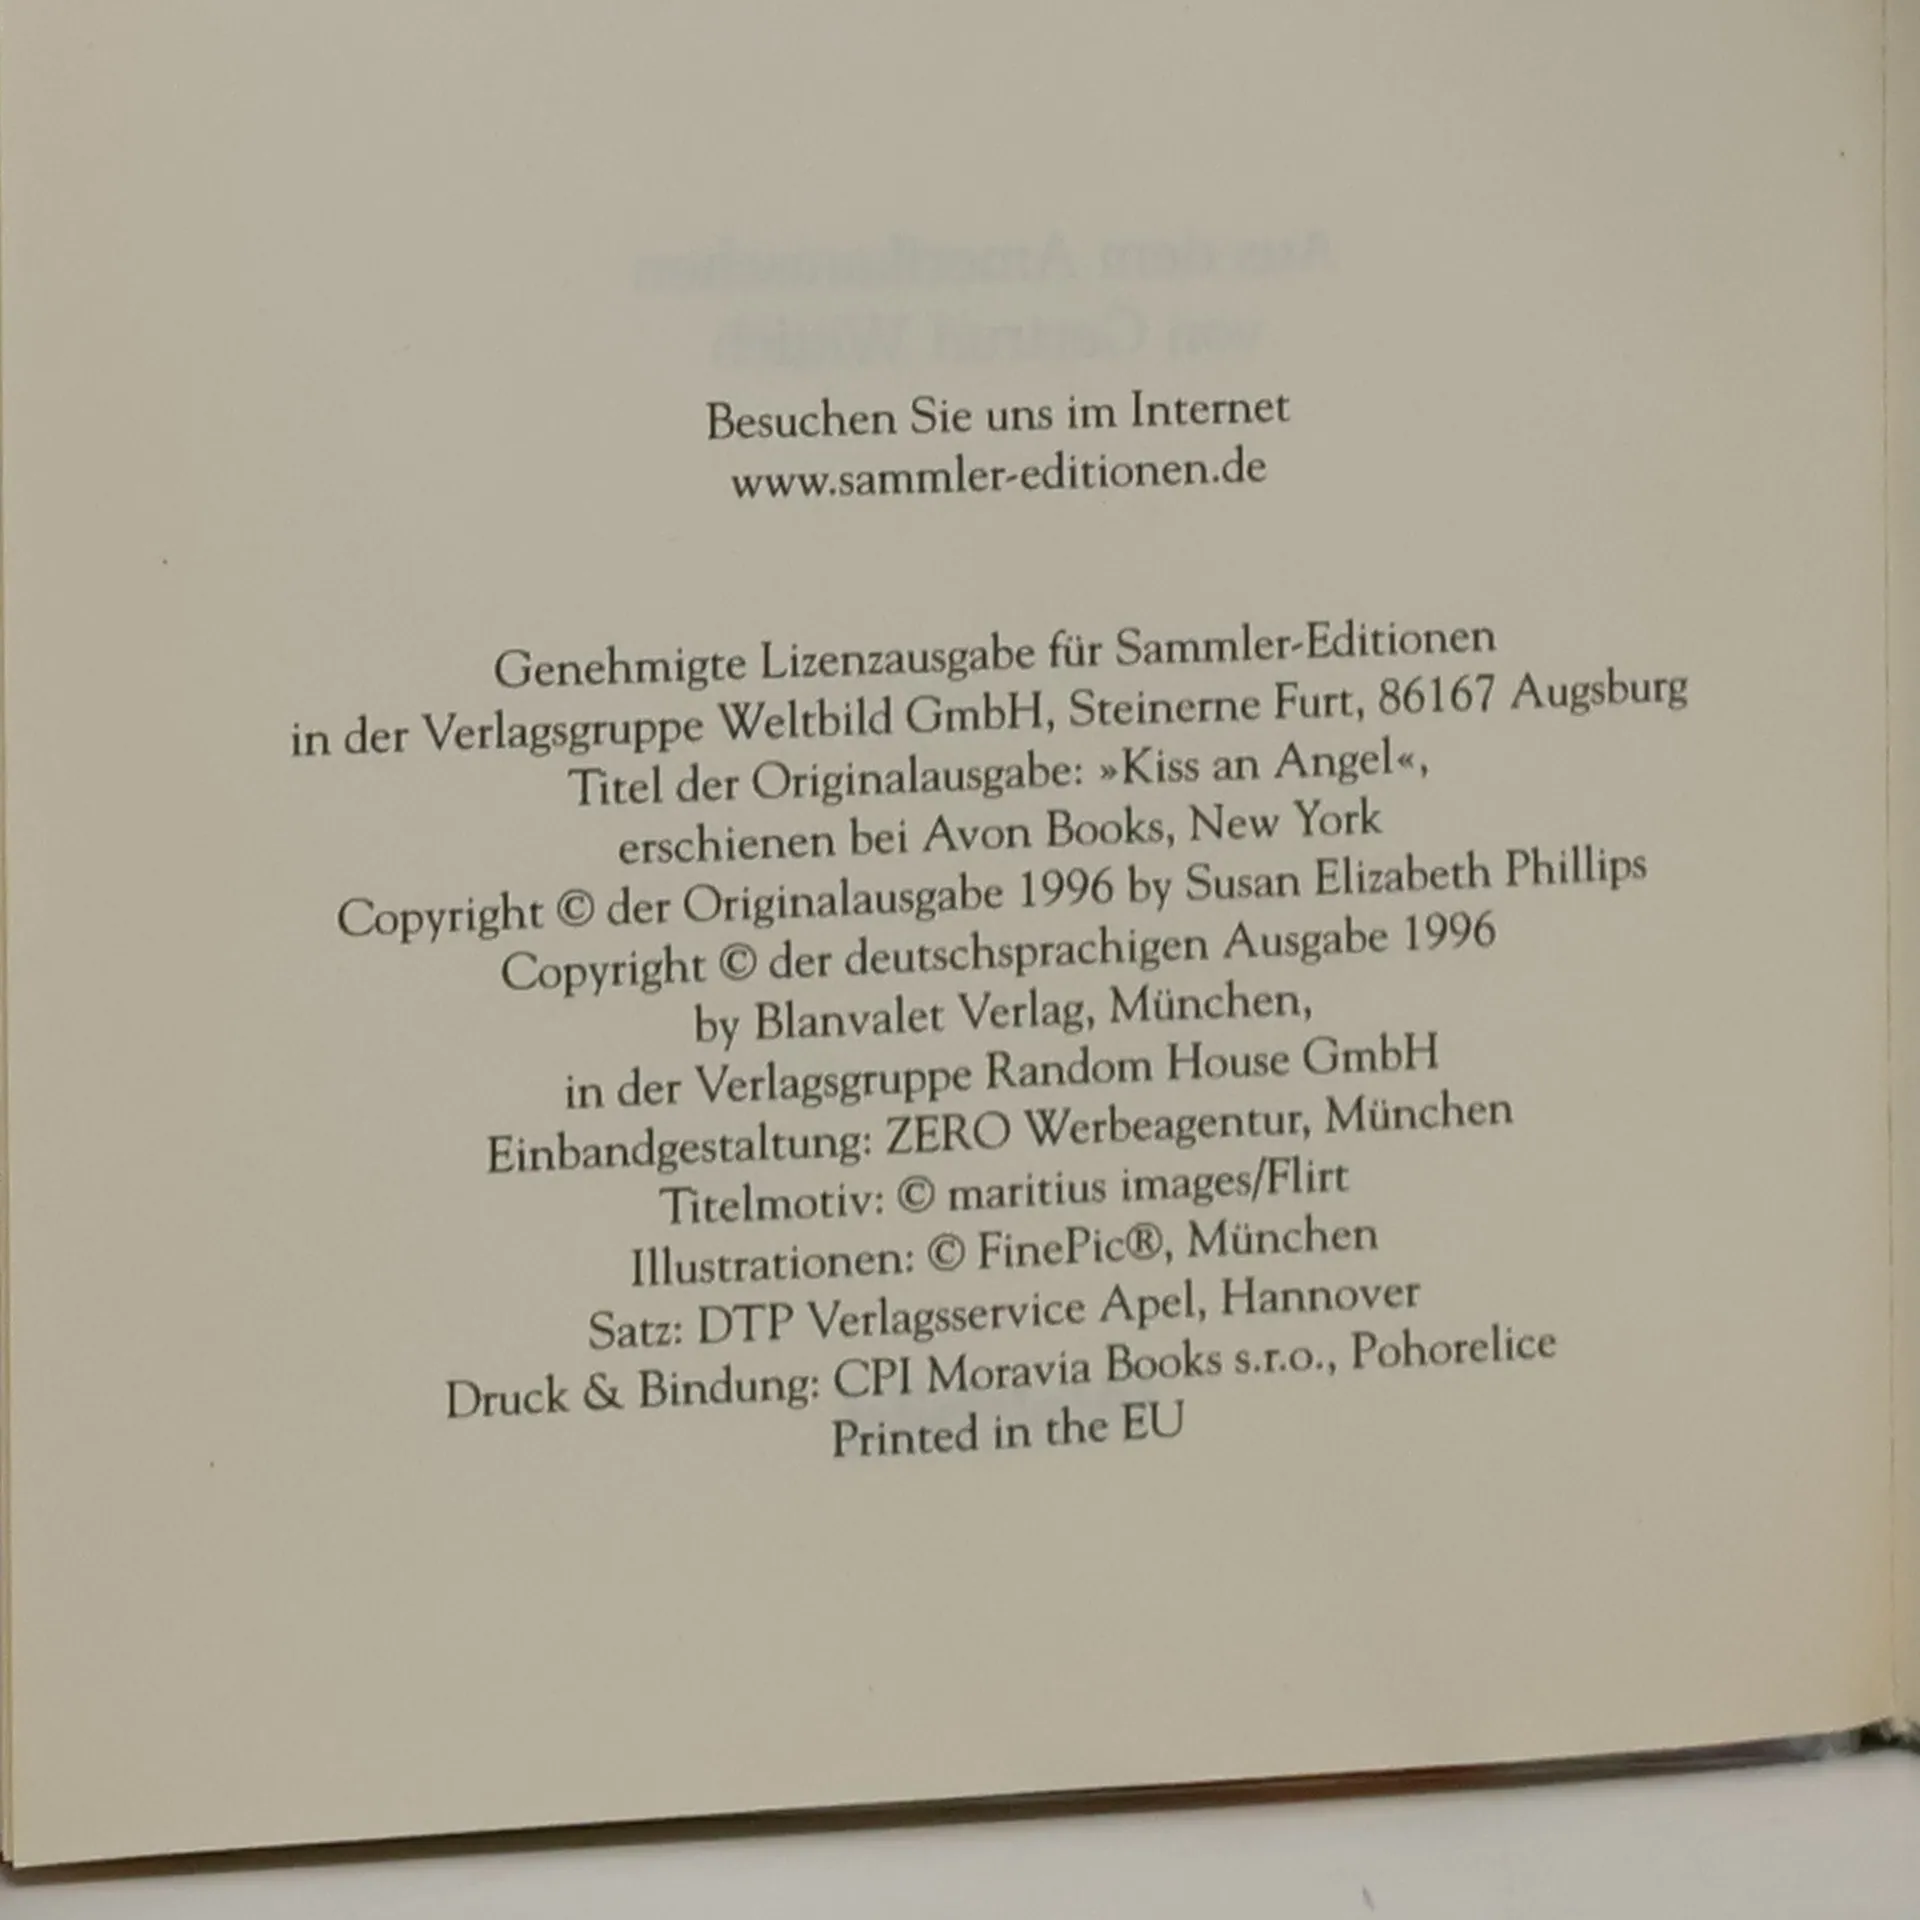 Besuchen Sie uns im Internet
www.sammler-editionen.de
Genehmigte Lizenzausgabe für Sammler-Editionen
in der Verlagsgruppe Weltbild GmbH, Steinerne Furt, 86167 Augsburg
Titel der Originalausgabe: »Kiss an Angel«,
erschienen bei Avon Books, New York
Copyright © der Originalausgabe 1996 by Susan Elizabeth Phillips
Copyright © der deutschsprachigen Ausgabe 1996
by Blanvalet Verlag, München,
in der Verlagsgruppe Random House GmbH
Einbandgestaltung: ZERO Werbeagentur, München
Titelmotiv: © maritius images/Flirt
Illustrationen: © FinePic®, München
Satz: DTP Verlagsservice Apel, Hannover
Druck & Bindung: CPI Moravia Books s.r.o., Pohorelice
Printed in the EU